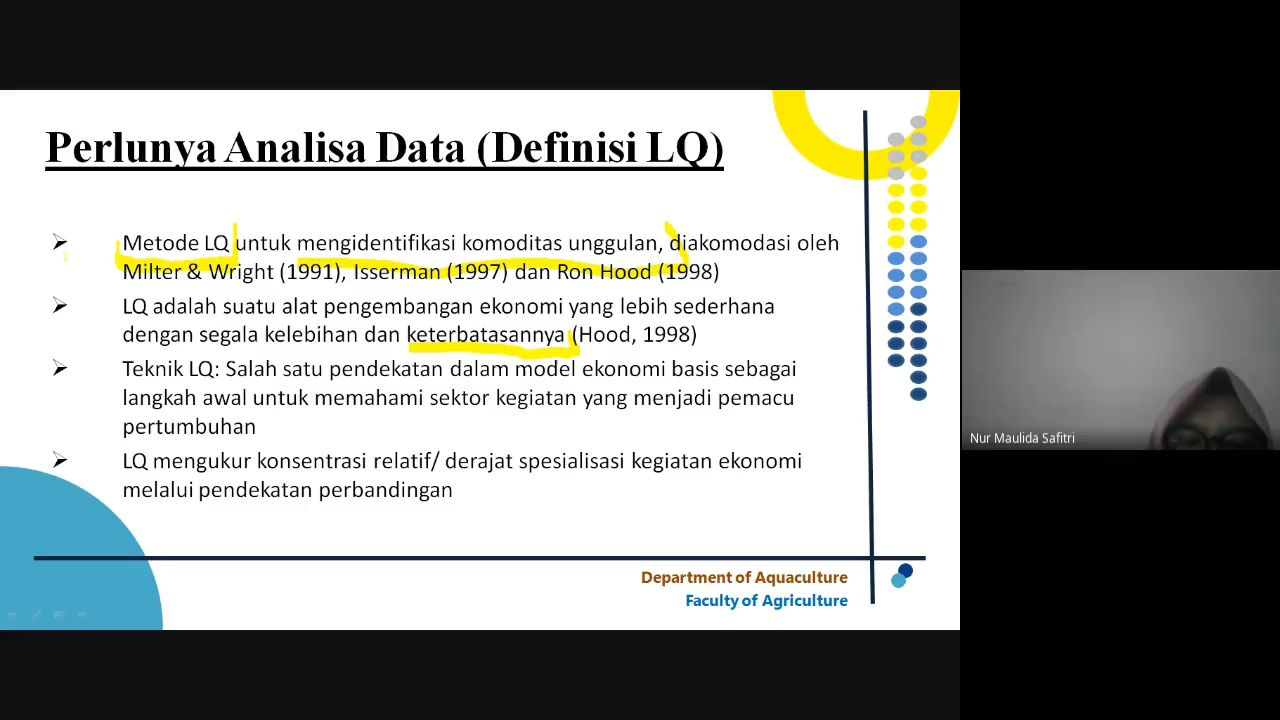 Perlunya Analisa Data (Definisi LQ)
Metode LQ untuk mengidentifikasi komoditas unggulan, diakomodasi oleh
Milter & Wright (1991), Isserman (1997) dan Ron Hood (1998)
LQ adalah suatu alat pengembangan ekonomi yang lebih sederhana
dengan segala kelebihan dan keterbatasannya (Hood, 1998)
Teknik LQ: Salah satu pendekatan dalam model ekonomi basis sebagai
langkah awal untuk memahami sektor kegiatan yang menjadi pemacu
pertumbuhan
LQ mengukur konsentrasi relatif/ derajat spesialisasi kegiatan ekonomi
melalui pendekatan perbandingan
Department of Aquaculture
Faculty of Agriculture
Nur Maulida Safitri